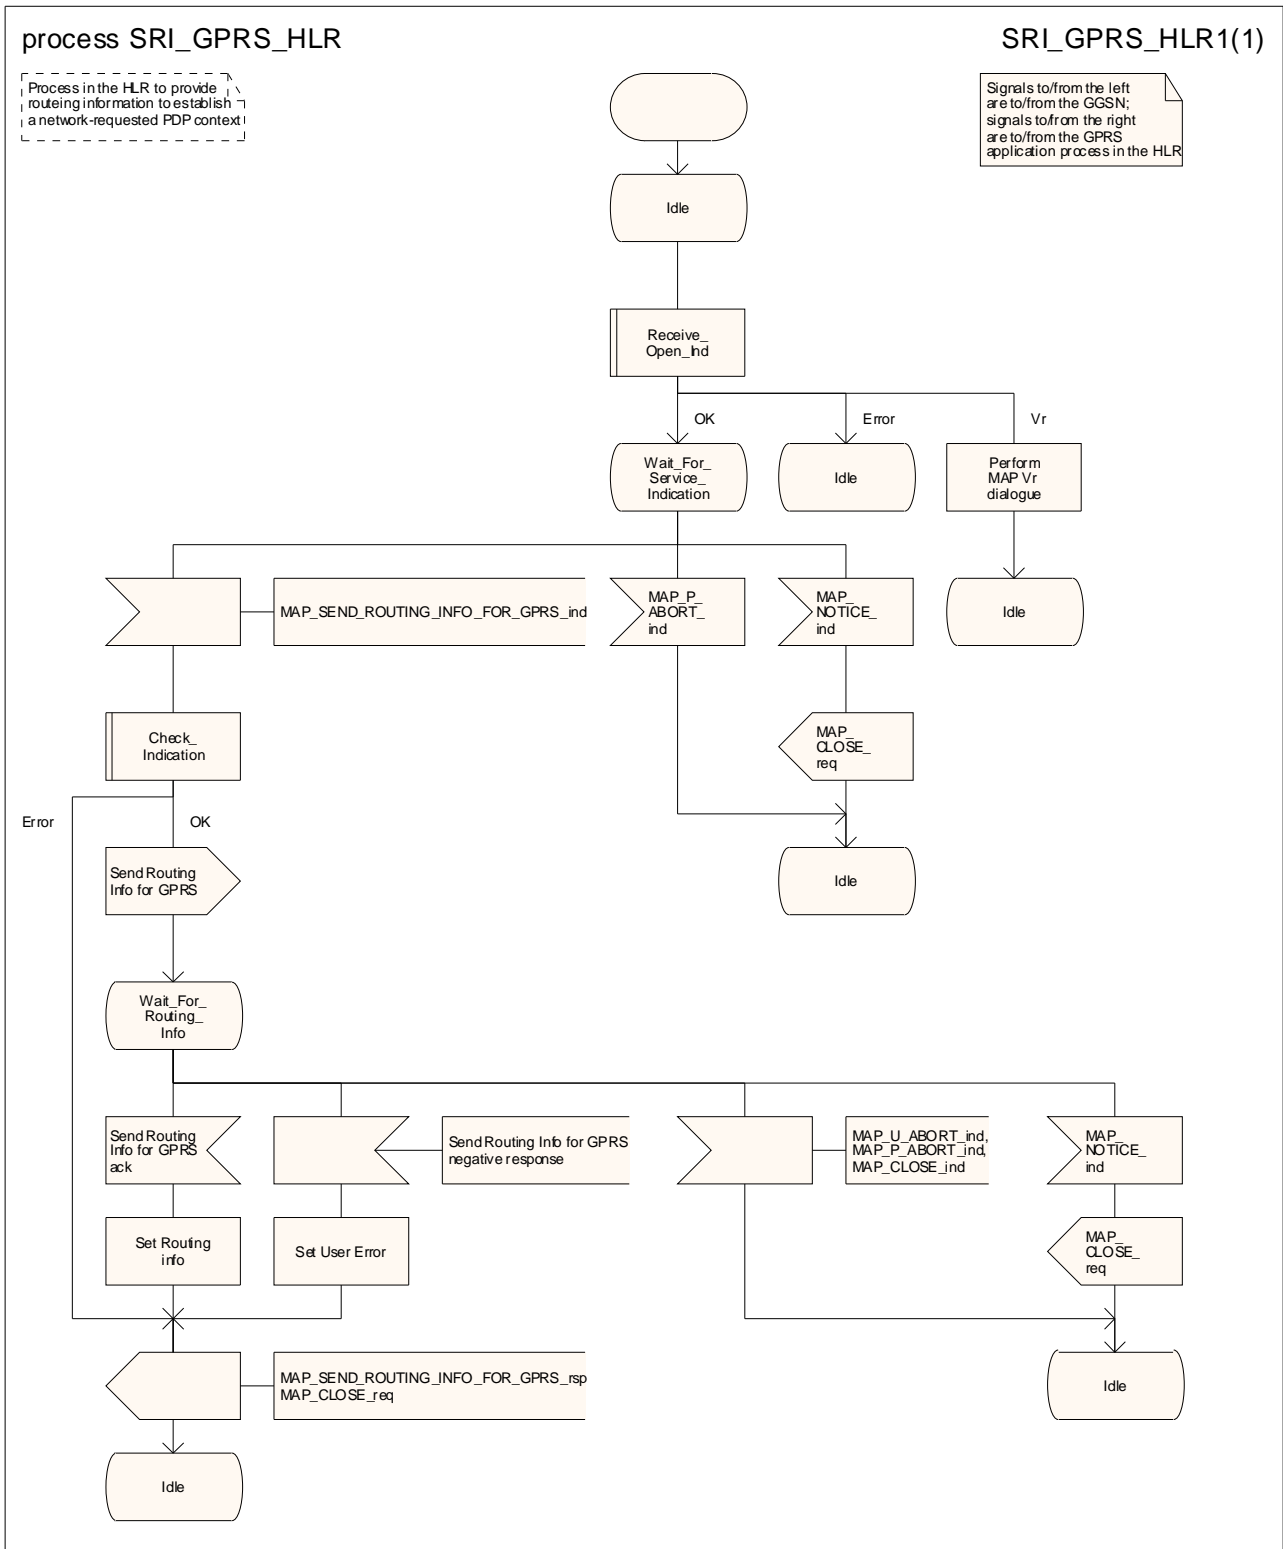 process SRI_GPRS_HLR
SRI_GPRS_HLR1(1)
Process in the HLR to provide
routeing information to establish
a network-requested PDP context
Signals to/from the left
are to/from the GGSN;
signals to/from the right
are to/from the GPRS
application process in the HLR
Idle
Receive_
Open_Ind
OK
Error
Vr
Wait_For_
Service_
Indication
Idle
Perform
MAP Vr
dialogue
MAP_SEND_ROUTING_INFO_FOR_GPRS_ind
MAP_P_
ABORT_
ind
MAP_
NOTICE_
ind
Idle
Check_
Indication
MAP_
CLOSE_
req
Error
OK
Send Routing
Info for GPRS
Idle
Wait_For_
Routing_
Info
Send Routing
Info for GPRS
ack
Send Routing Info for GPRS
negative response
MAP_U_ABORT_ind,
MAP_P_ABORT_ind,
MAP_CLOSE_ind
MAP_
NOTICE_
ind
Set Routing
info
Set User Error
MAP_
CLOSE_
req
MAP_SEND_ROUTING_INFO_FOR_GPRS_rsp
MAP_CLOSE_req
Idle
Idle